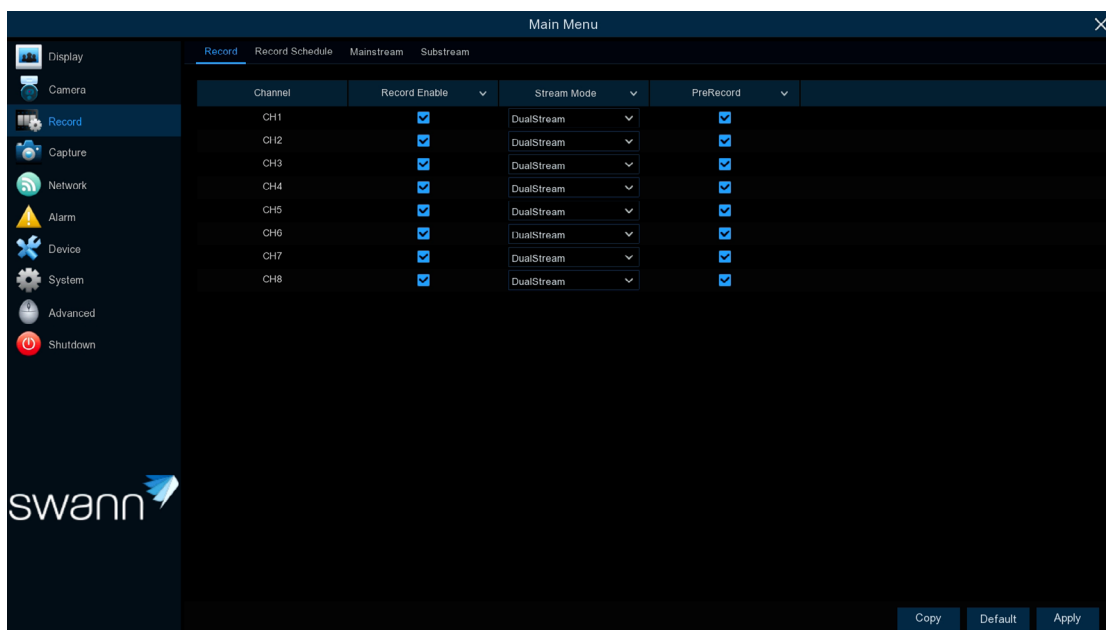 Main Menu
Display
Camera
Record
Capture
Network
Alarm
Device
System
Advanced
Shutdown
swann
Record Record Schedule Mainstream Substream
Channel Record Enable Stream Mode PreRecord
CH1 DualStream
CH2 DualStream
CH3 DualStream
CH4 DualStream
CH5 DualStream
CH6 DualStream
CH7 DualStream
CH8 DualStream
Copy Default Apply